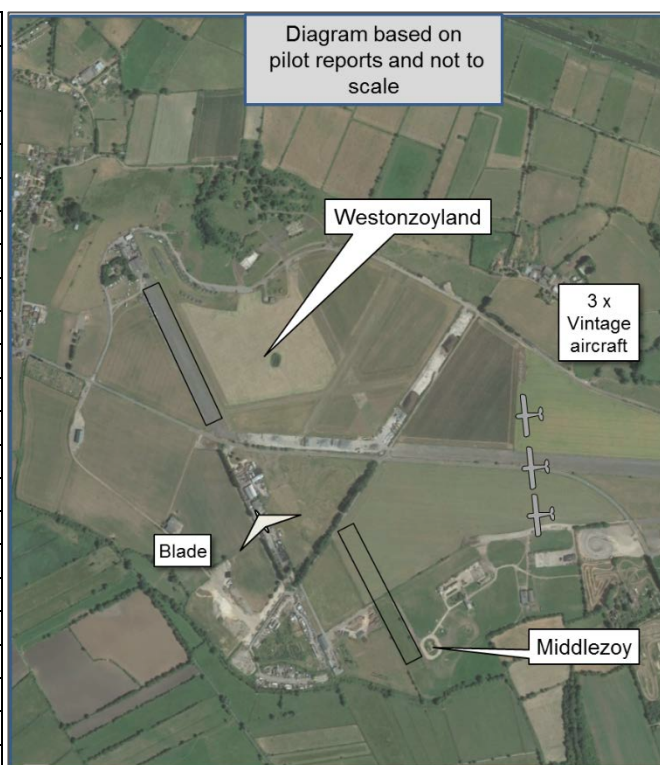 Diagram based on
pilot reports and not to
scale
Westonzoyland
3 x
Vintage
aircraft
Blade
Middlezoy